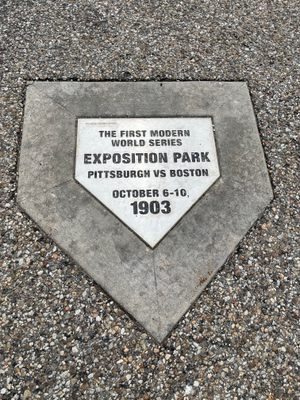 THE FIRST MODERN
WORLD SERIES
EXPOSITION PARK
PITTSBURGH VS BOSTON
OCTOBER 6-10,
1903